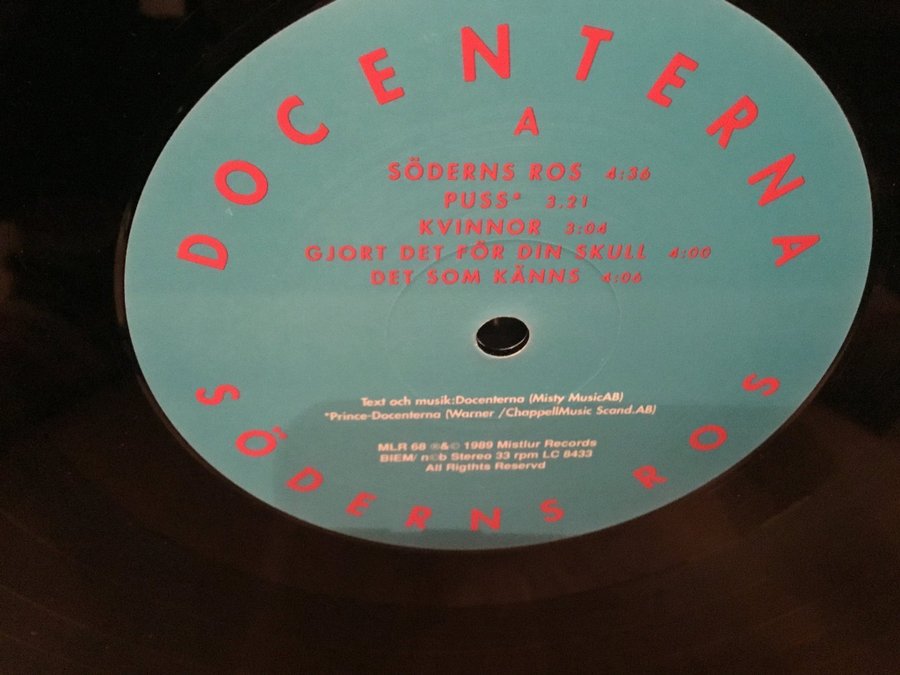 DOCENTERNA
A
SÖDERNS ROS 4:36
PUSS* 3,21
KVINNOR 3:04
GJORT DET FÖR DIN SKULL 4:00
DET SOM KÄNNS 4:06
Text och musik:Docenterna (Misty MusicAB)
*Prince-Docenterna (Warner /ChappellMusic Scand.AB)
MLR 68 ℗&© 1989 Mistlur Records
BIEM/ n©b Stereo 33 rpm LC 8433
All Rigthts Reservd
SÖDERNS ROS